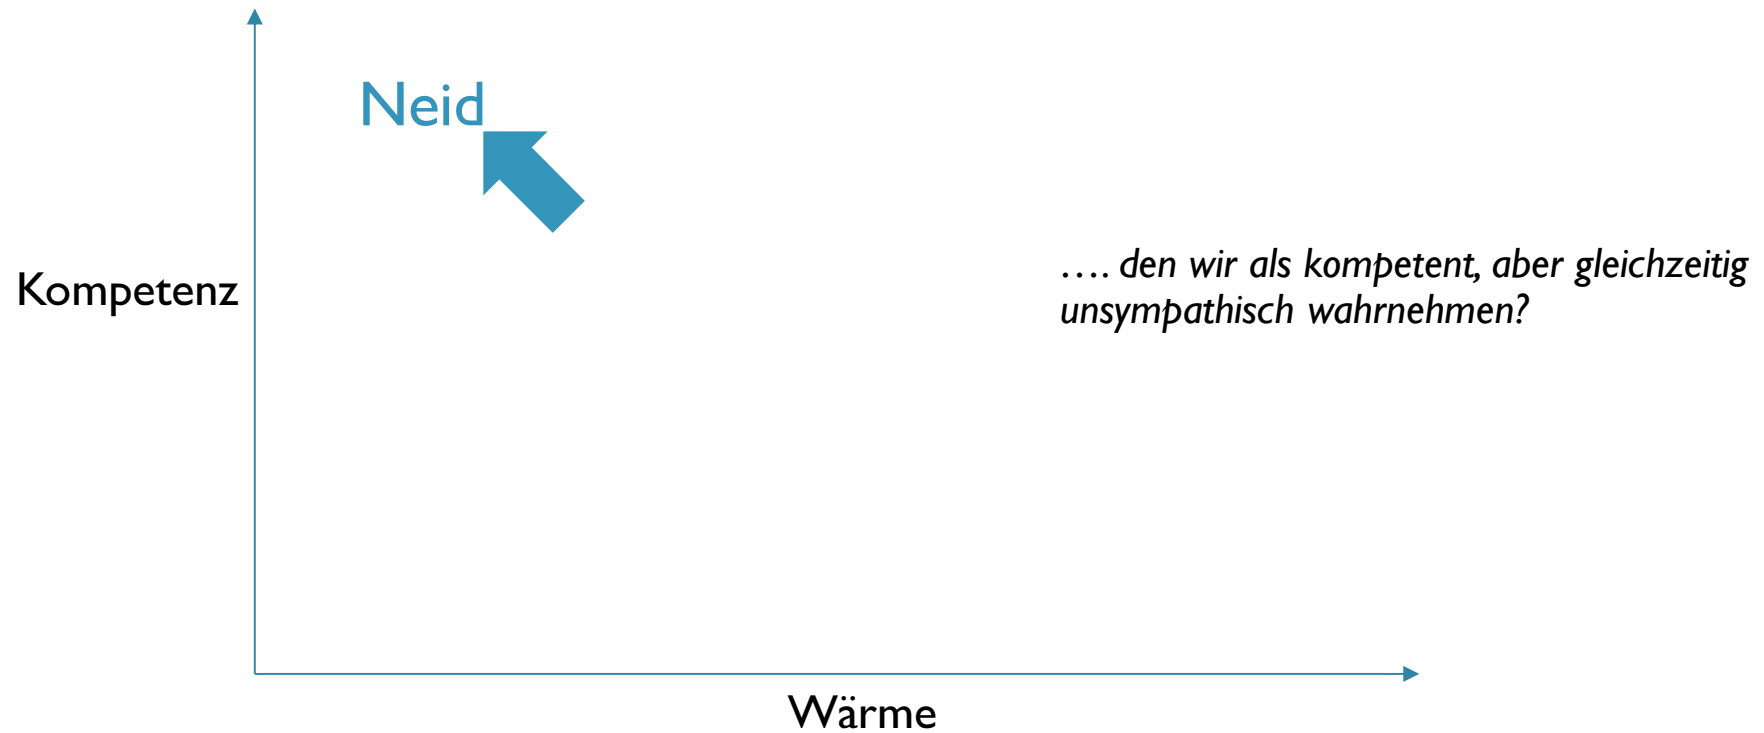 Neid
Kompetenz
…. den wir als kompetent, aber gleichzeitig
unsympathisch wahrnehmen?
Wärme